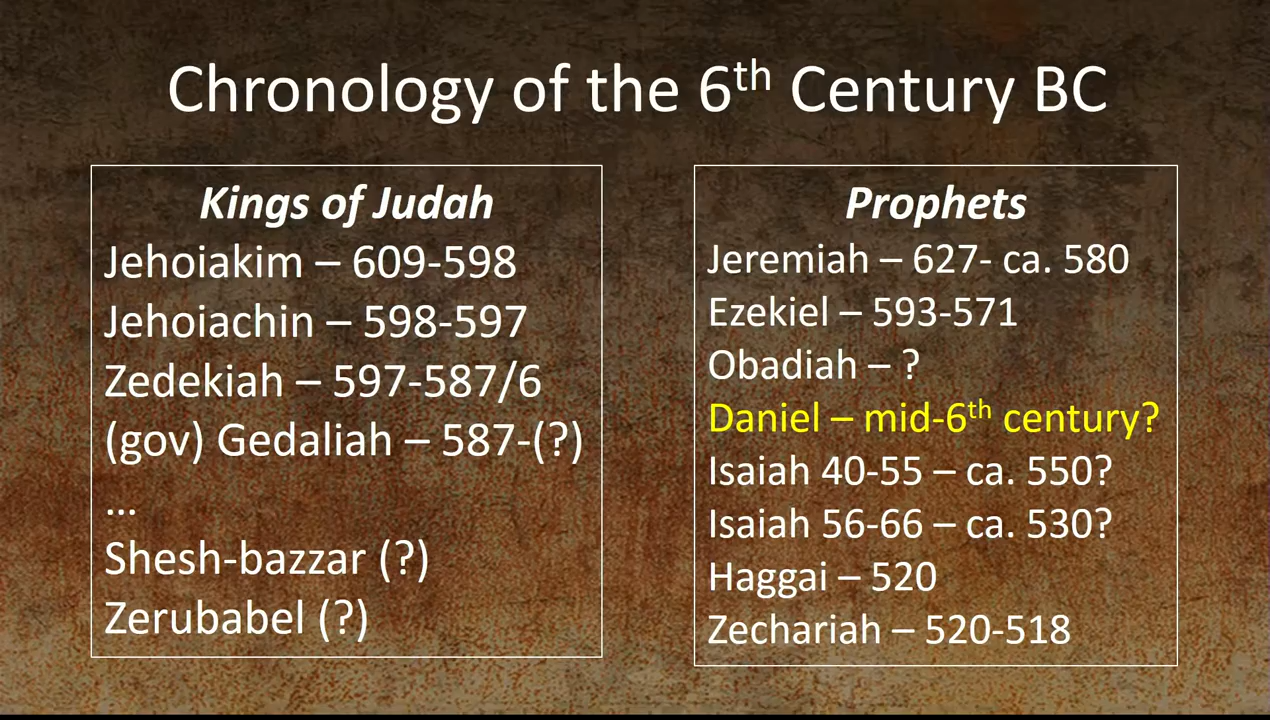 Chronology of the 6th Century BC
Kings of Judah
Jehoiakim – 609-598
Jehoiachin – 598-597
Zedekiah – 597-587/6
(gov) Gedaliah – 587-(?)
...
Shesh-bazzar (?)
Zerubabel (?)
Prophets
Jeremiah – 627- ca. 580
Ezekiel – 593-571
Obadiah – ?
Daniel – mid-6th century?
Isaiah 40-55 – ca. 550?
Isaiah 56-66 – ca. 530?
Haggai – 520
Zechariah – 520-518